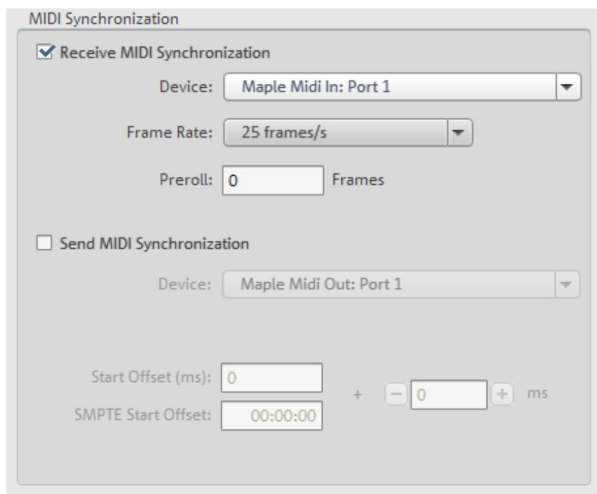 MIDI Synchronization
Receive MIDI Synchronization
Device: Maple Midi In: Port 1
Frame Rate: 25 frames/s
Preroll: 0 Frames
Send MIDI Synchronization
Device: Maple Midi Out: Port 1
Start Offset (ms): 0 + − 0 + ms
SMPTE Start Offset: 00:00:00